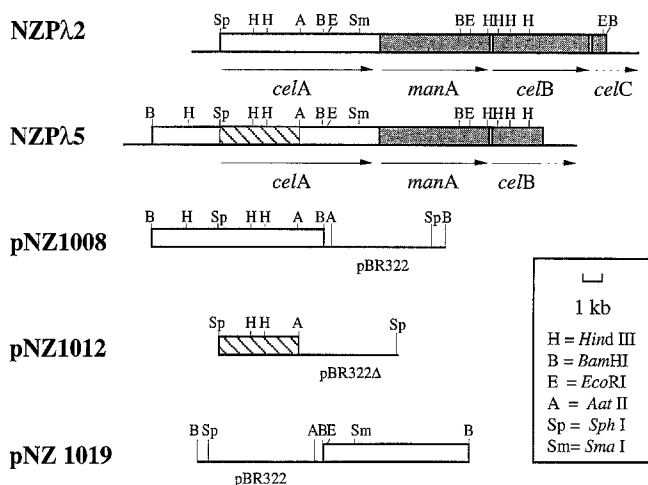 NZPλ2
Sp H H A B E Sm B E H H H H E B
celA manA celB celC
NZPλ5
B H Sp H H A B E Sm B E H H H H
celA manA celB
pNZ1008
B H Sp H H A B A Sp B
pBR322
pNZ1012
Sp H H A Sp
pBR322Δ
pNZ 1019
B Sp A B E Sm B
pBR322
1 kb
H = Hind III
B = BamHI
E = EcoRI
A = Aat II
Sp = Sph I
Sm= Sma I